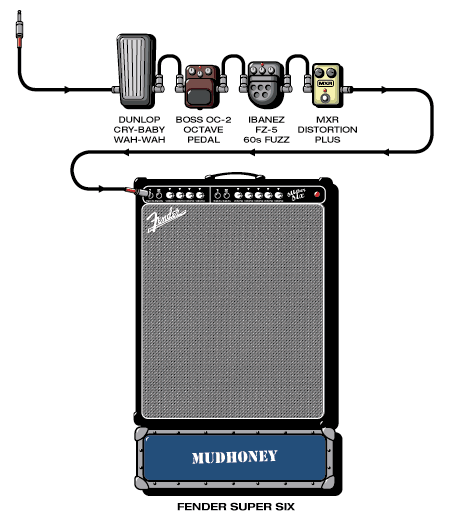 DUNLOP
CRY-BABY
WAH-WAH
BOSS OC-2
OCTAVE
PEDAL
IBANEZ
FZ-5
60s FUZZ
MXR
MXR
DISTORTION
PLUS
Super
Six
Fender
MUDHONEY
FENDER SUPER SIX